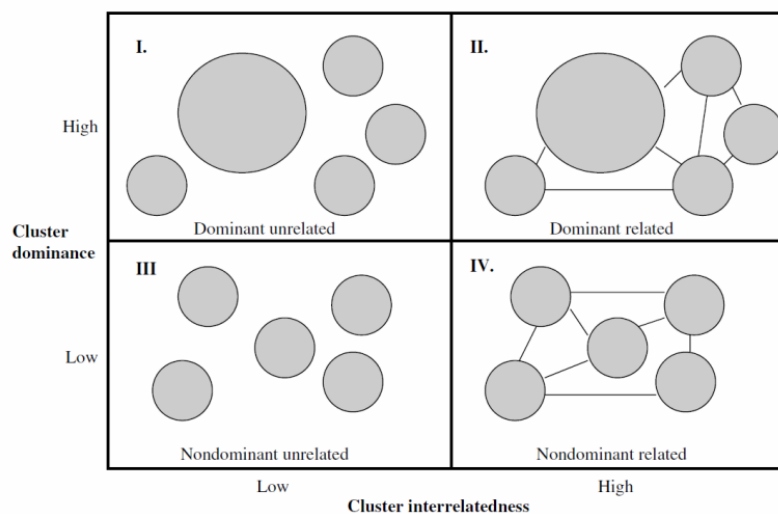 I.
II.
High
Dominant unrelated
Dominant related
Cluster
dominance
III
IV.
Low
Nondominant unrelated
Nondominant related
Low
High
Cluster interrelatedness